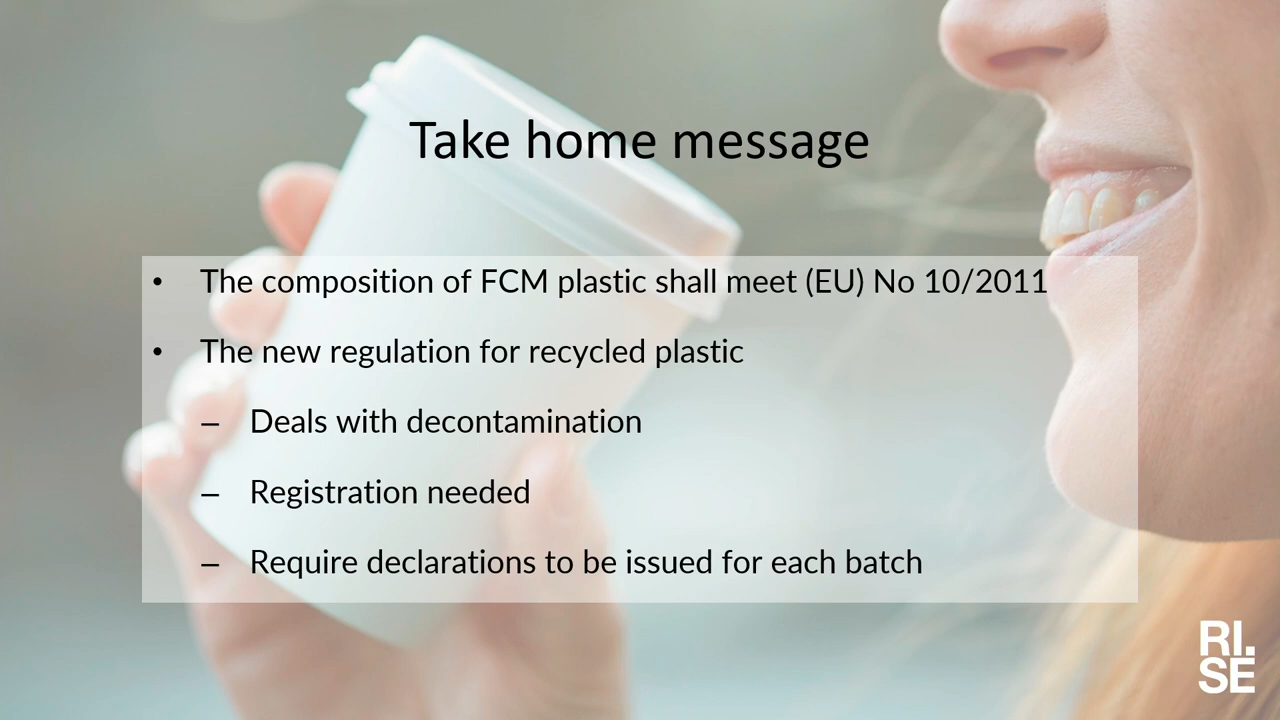 Take home message
• The composition of FCM plastic shall meet (EU) No 10/2011
• The new regulation for recycled plastic
– Deals with decontamination
– Registration needed
– Require declarations to be issued for each batch
RI.
SE